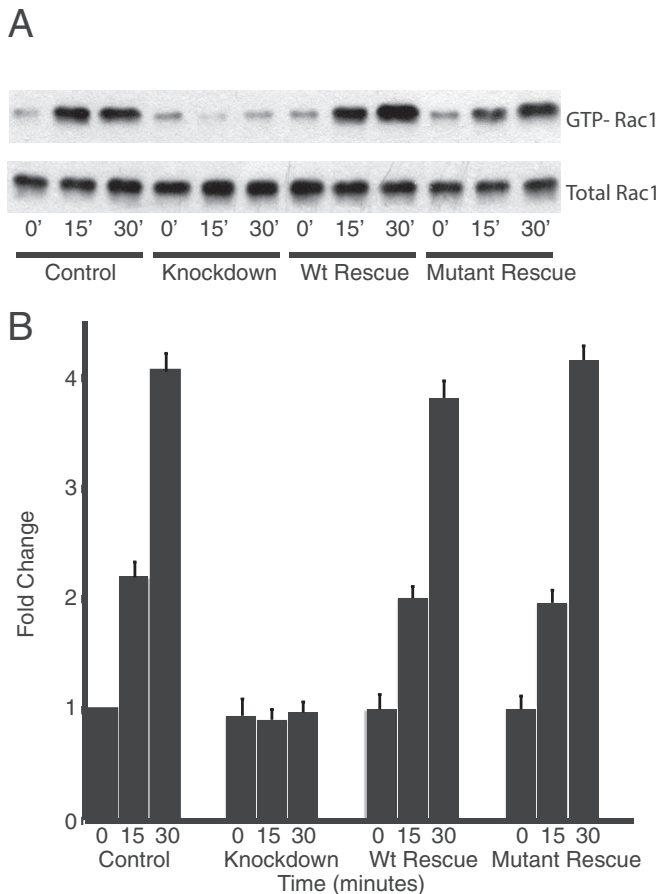 A
GTP- Rac1
Total Rac1
0' 15' 30' 0' 15' 30' 0' 15' 30' 0' 15' 30'
Control Knockdown Wt Rescue Mutant Rescue
B
Fold Change
4
3
2
1
0
0 15 30 0 15 30 0 15 30 0 15 30
Control Knockdown Wt Rescue Mutant Rescue
Time (minutes)